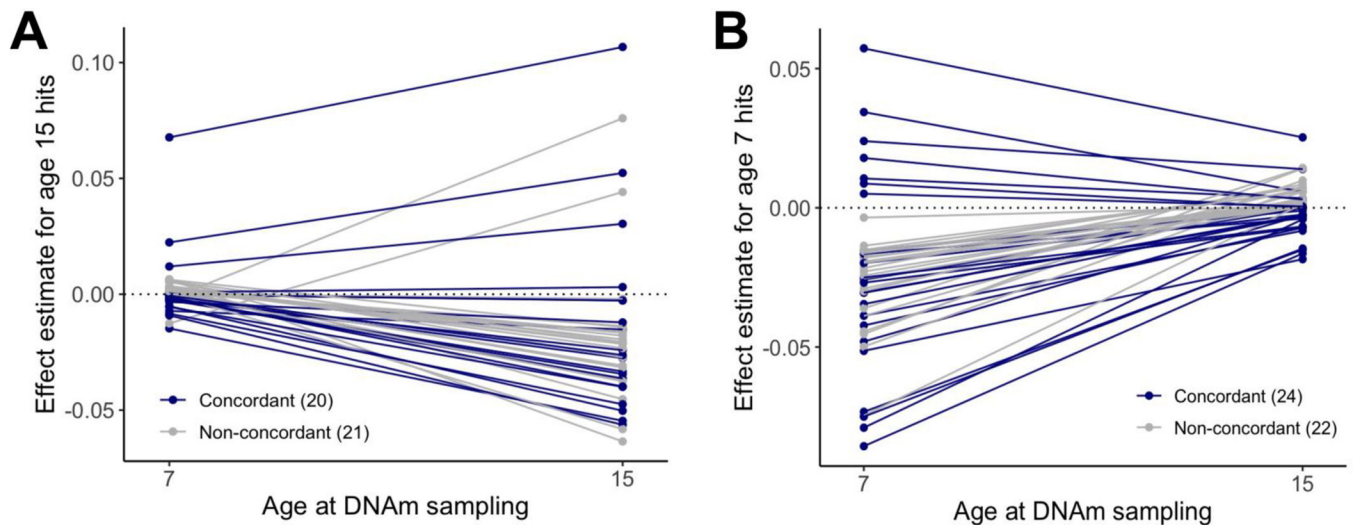 A
Effect estimate for age 15 hits
0.10
0.05
0.00
-0.05
Concordant (20)
Non-concordant (21)
7
15
Age at DNAm sampling
B
Effect estimate for age 7 hits
0.05
0.00
-0.05
Concordant (24)
Non-concordant (22)
7
15
Age at DNAm sampling